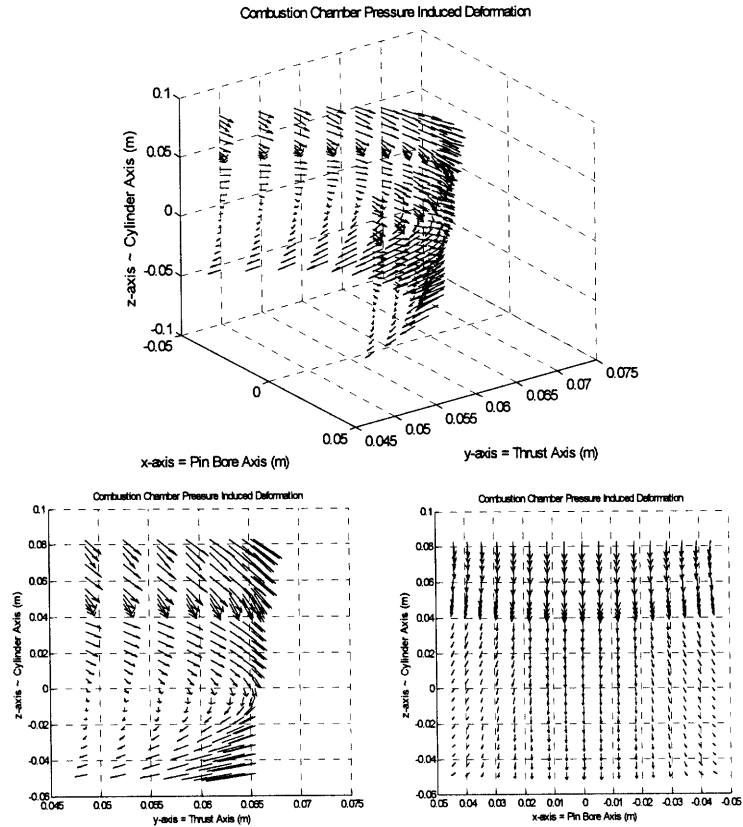 Combustion Chamber Pressure Induced Deformation
0.1
0.05
0
-0.05
-0.1
z-axis ~ Cylinder Axis (m)
-0.05
0
0.05
x-axis = Pin Bore Axis (m)
0.045
0.05
0.055
0.06
0.065
0.07
0.075
y-axis = Thrust Axis (m)
Combustion Chamber Pressure Induced Deformation
0.1
0.08
0.06
0.04
0.02
0
-0.02
-0.04
-0.06
z-axis ~ Cylinder Axis (m)
0.045 0.05 0.055 0.06 0.065 0.07 0.075
y-axis = Thrust Axis (m)
Combustion Chamber Pressure Induced Deformation
0.1
0.08
0.06
0.04
0.02
0
-0.02
-0.04
-0.06
z-axis ~ Cylinder Axis (m)
0.05 0.04 0.03 0.02 0.01 0 -0.01 -0.02 -0.03 -0.04 -0.05
x-axis = Pin Bore Axis (m)